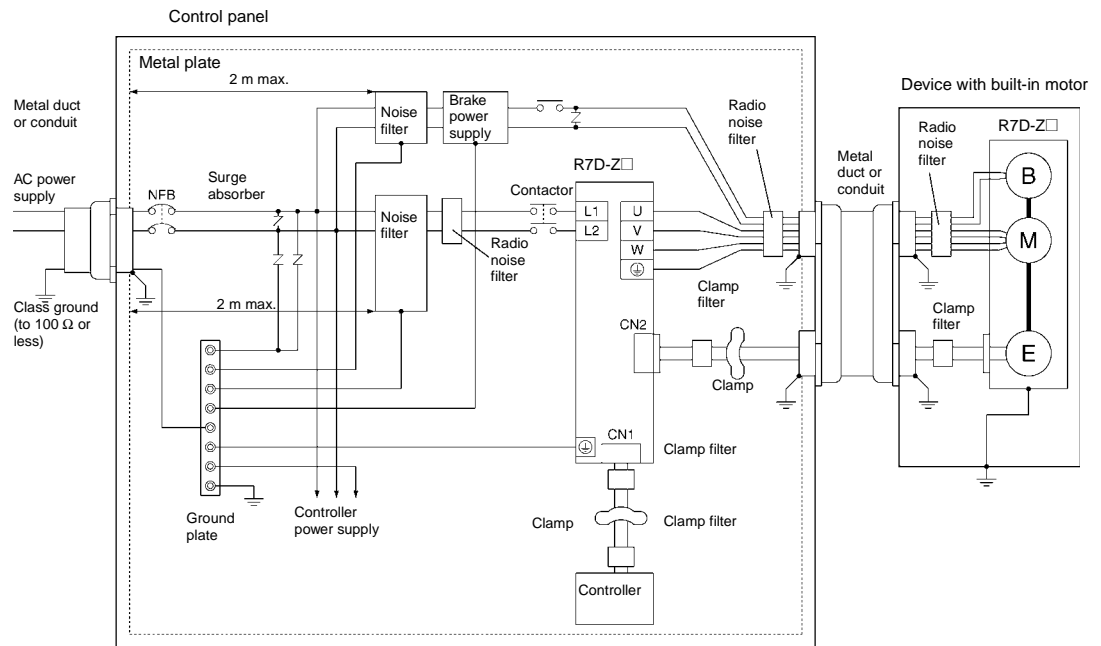 Control panel
Metal plate
2 m max.
Device with built-in motor
Metal duct
or conduit
Noise
filter
Brake
power
supply
Radio
noise
filter
R7D-Z□
Radio
noise
filter
R7D-Z□
Metal
duct or
conduit
AC power
supply
NFB
Surge
absorber
Contactor
B
Noise
filter
L1
U
L2
V
W
M
Radio
noise
filter
2 m max.
Clamp
filter
Class ground
(to 100 Ω or
less)
Clamp
filter
CN2
E
Clamp
CN1
Clamp filter
Ground
plate
Controller
power supply
Clamp
Clamp filter
Controller